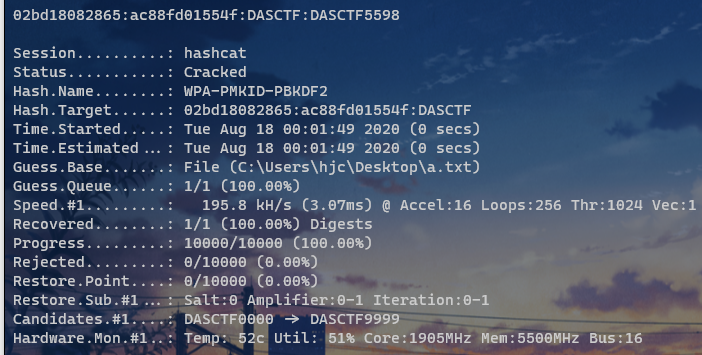 02bd18082865:ac88fd01554f:DASCTF:DASCTF5598
Session..........: hashcat
Status...........: Cracked
Hash.Name........: WPA-PMKID-PBKDF2
Hash.Target......: 02bd18082865:ac88fd01554f:DASCTF
Time.Started.....: Tue Aug 18 00:01:49 2020 (0 secs)
Time.Estimated...: Tue Aug 18 00:01:49 2020 (0 secs)
Guess.Base.......: File (C:\Users\hjc\Desktop\a.txt)
Guess.Queue......: 1/1 (100.00%)
Speed.#1.........:   195.8 kH/s (3.07ms) @ Accel:16 Loops:256 Thr:1024 Vec:1
Recovered........: 1/1 (100.00%) Digests
Progress.........: 10000/10000 (100.00%)
Rejected.........: 0/10000 (0.00%)
Restore.Point....: 0/10000 (0.00%)
Restore.Sub.#1...: Salt:0 Amplifier:0-1 Iteration:0-1
Candidates.#1....: DASCTF0000 -> DASCTF9999
Hardware.Mon.#1..: Temp: 52c Util: 51% Core:1905MHz Mem:5500MHz Bus:16